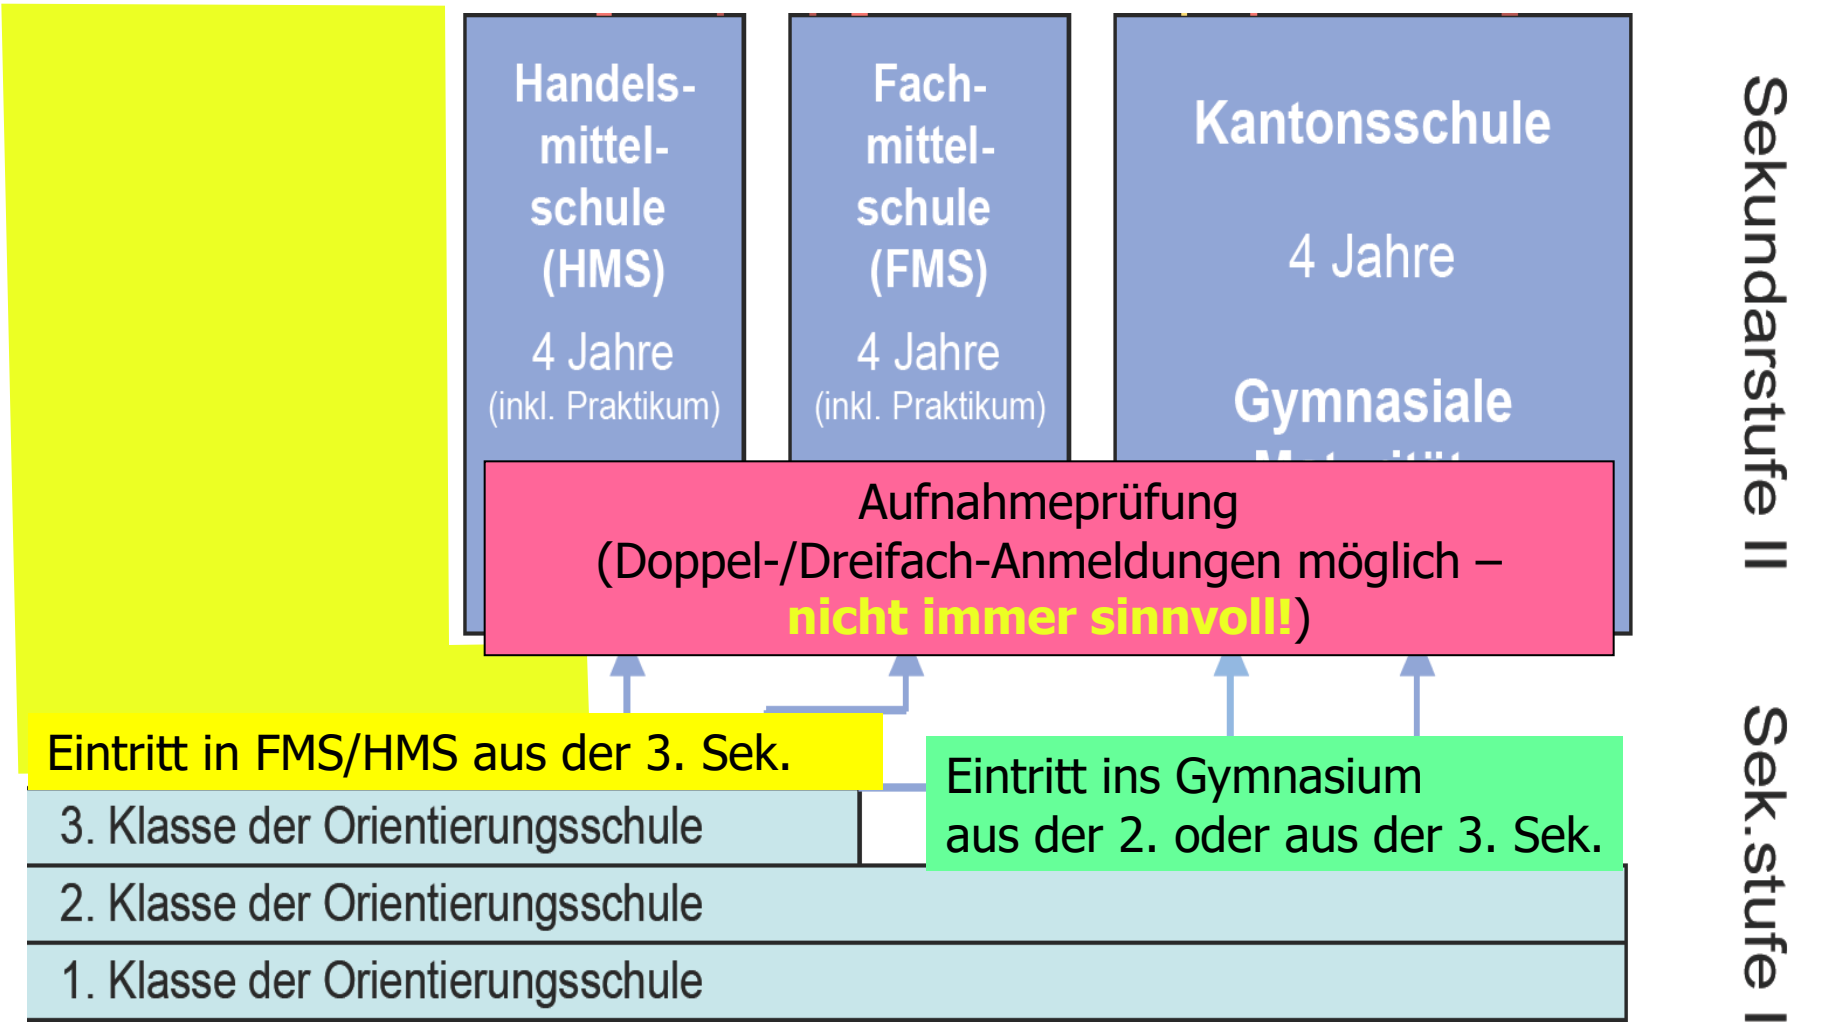 Handels-
mittel-
schule
(HMS)
4 Jahre
(inkl. Praktikum)
Fach-
mittel-
schule
(FMS)
4 Jahre
(inkl. Praktikum)
Kantonsschule
4 Jahre
Gymnasiale
Aufnahmeprüfung
(Doppel-/Dreifach-Anmeldungen möglich –
nicht immer sinnvoll!)
Eintritt in FMS/HMS aus der 3. Sek.
Eintritt ins Gymnasium
aus der 2. oder aus der 3. Sek.
3. Klasse der Orientierungsschule
2. Klasse der Orientierungsschule
1. Klasse der Orientierungsschule
Sekundarstufe II
Sek.stufe I